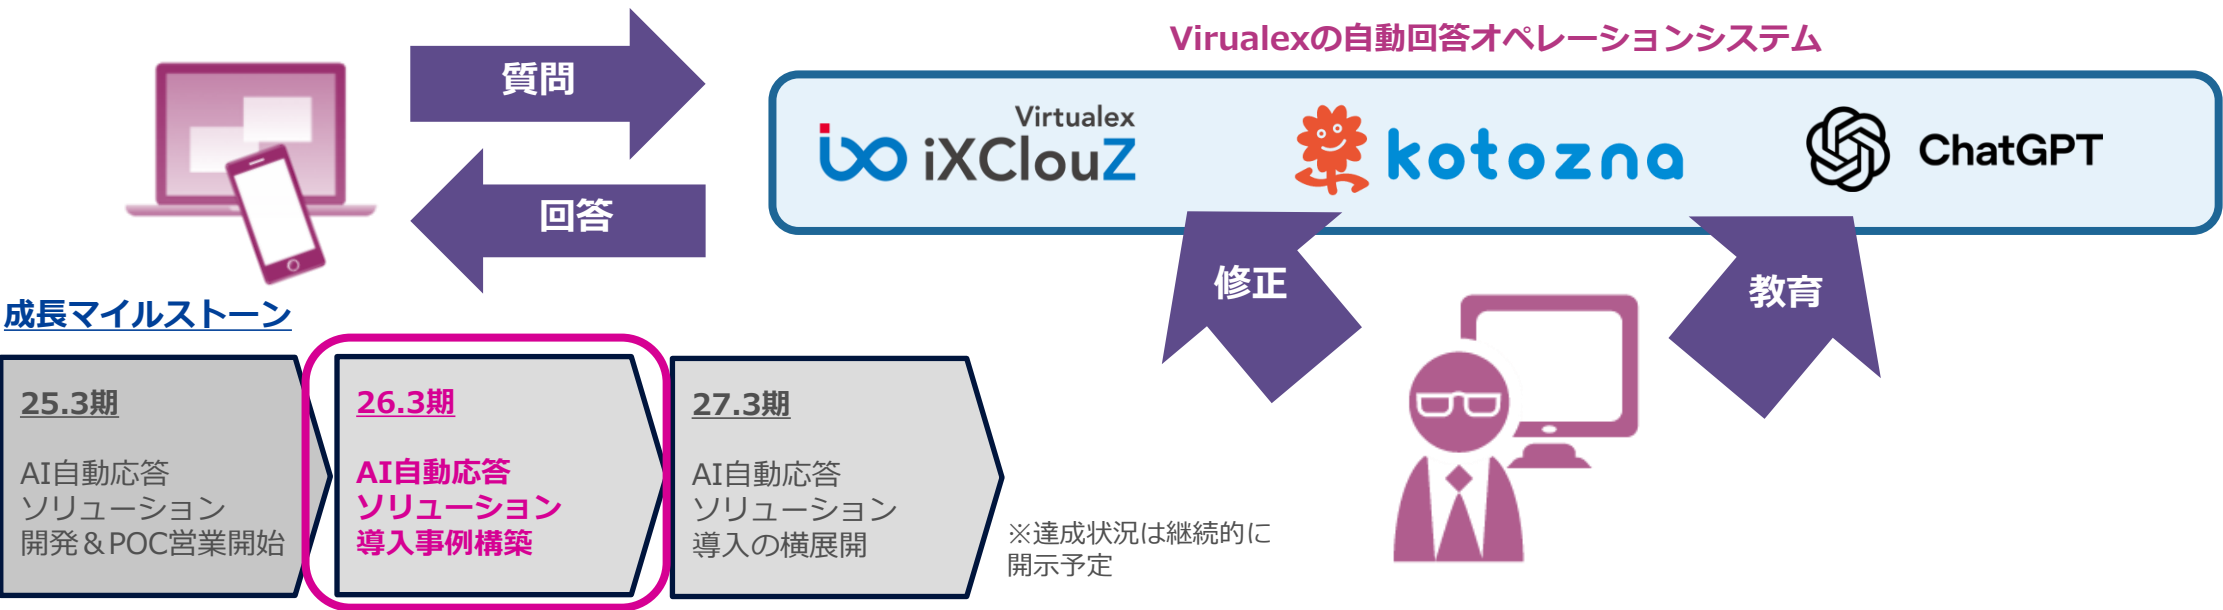 Virualexの自動回答オペレーションシステム
質問
回答
Virtualex
iXClouZ
kotozna
ChatGPT
修正
教育
成長マイルストーン
25.3期
AI自動応答
ソリューション
開発＆POC営業開始
26.3期
AI自動応答
ソリューション
導入事例構築
27.3期
AI自動応答
ソリューション
導入の横展開
※達成状況は継続的に
開示予定